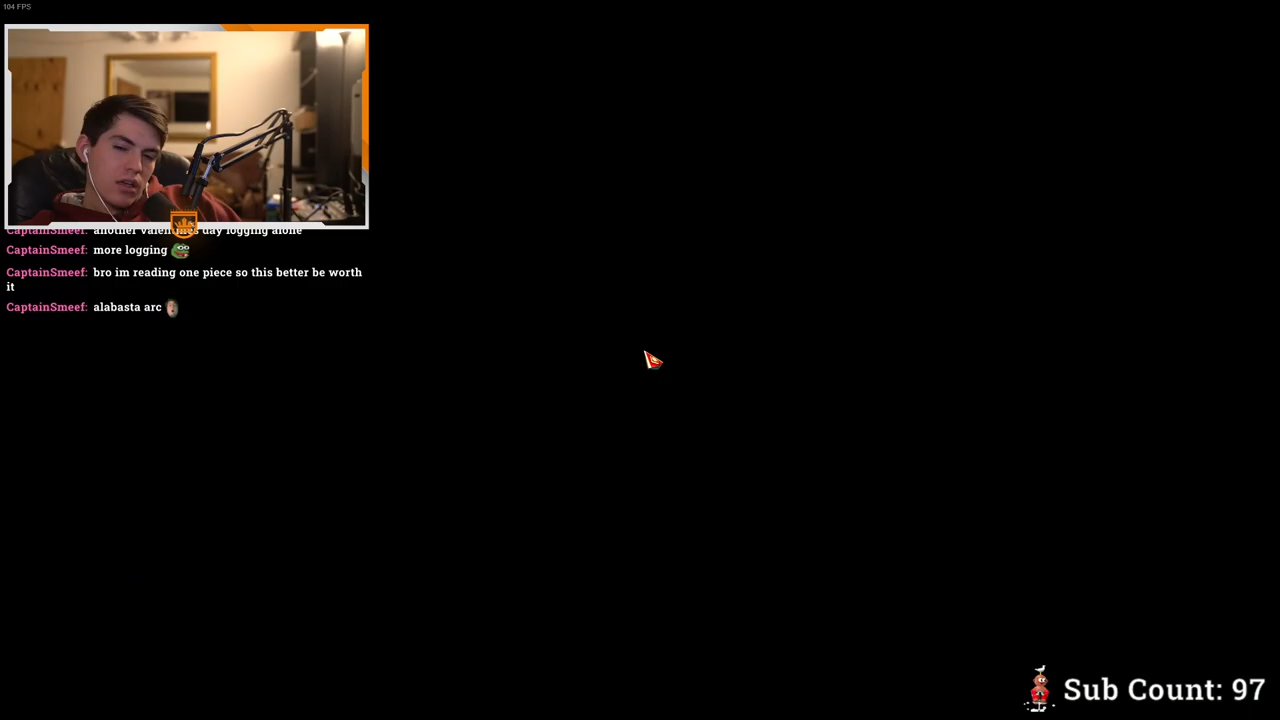 104 FPS
CaptainSmeef: another valentines day logging alone
CaptainSmeef: more logging
CaptainSmeef: bro im reading one piece so this better be worth
it
CaptainSmeef: alabasta arc
Sub Count: 97